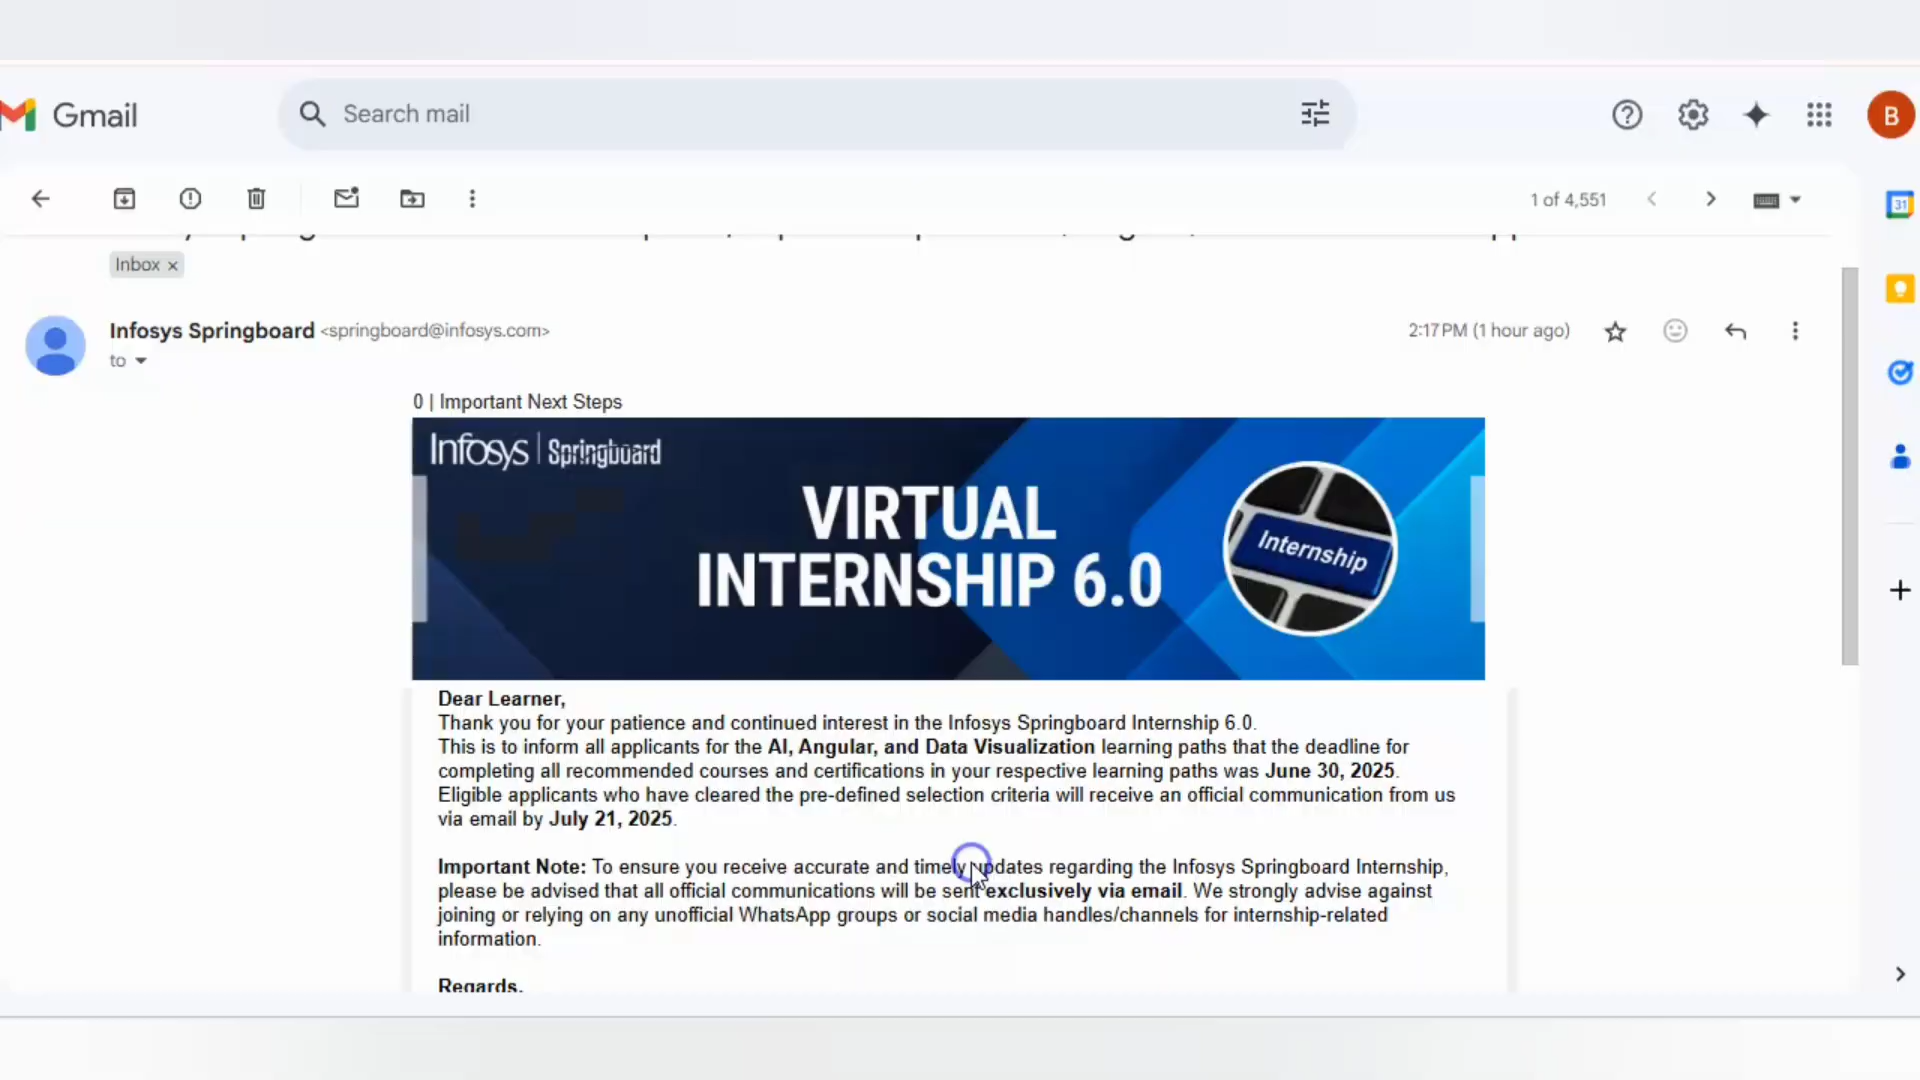 Gmail
Search mail
B
1 of 4,551
31
Inbox ×
Infosys Springboard <springboard@infosys.com>
2:17 PM (1 hour ago)
to
0 | Important Next Steps
Infosys | Springboard
VIRTUAL
INTERNSHIP 6.0
Internship
Dear Learner,
Thank you for your patience and continued interest in the Infosys Springboard Internship 6.0.
This is to inform all applicants for the AI, Angular, and Data Visualization learning paths that the deadline for
completing all recommended courses and certifications in your respective learning paths was June 30, 2025.
Eligible applicants who have cleared the pre-defined selection criteria will receive an official communication from us
via email by July 21, 2025.
Important Note: To ensure you receive accurate and timely updates regarding the Infosys Springboard Internship,
please be advised that all official communications will be sent exclusively via email. We strongly advise against
joining or relying on any unofficial WhatsApp groups or social media handles/channels for internship-related
information.
Regards,